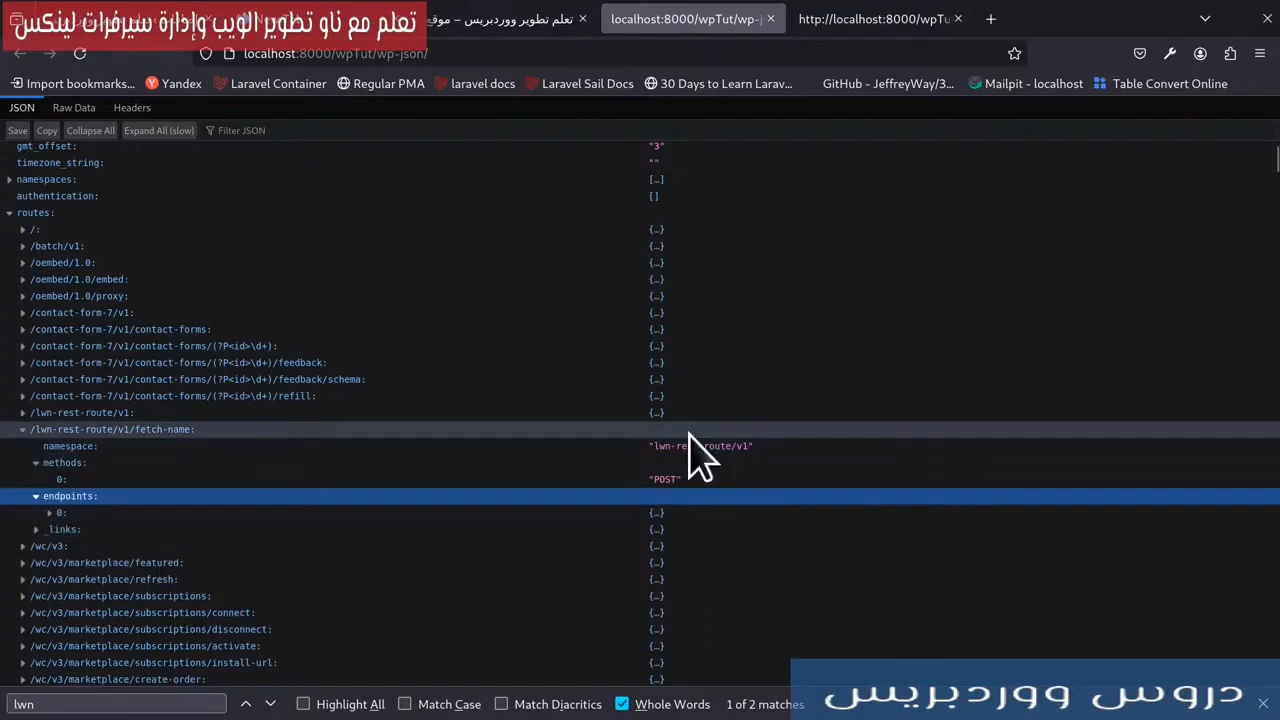 تعلم مع ناو تطوير الويب وإدارة سيرفرات لينكس
تعلم تطوير ووردبريس – موقع
localhost:8000/wpTut/wp-j
http://localhost:8000/wpTu
localhost:8000/wpTut/wp-json/
Import bookmarks...
Yandex
Laravel Container
Regular PMA
laravel docs
Laravel Sail Docs
30 Days to Learn Larav...
GitHub - JeffreyWay/3...
Mailpit - localhost
Table Convert Online
JSON
Raw Data
Headers
Save
Copy
Collapse All
Expand All (slow)
Filter JSON
gmt_offset: "3"
timezone_string: ""
namespaces: […]
authentication: []
routes:
/: {…}
/batch/v1: {…}
/oembed/1.0: {…}
/oembed/1.0/embed: {…}
/oembed/1.0/proxy: {…}
/contact-form-7/v1: {…}
/contact-form-7/v1/contact-forms: {…}
/contact-form-7/v1/contact-forms/(?P<id>\d+): {…}
/contact-form-7/v1/contact-forms/(?P<id>\d+)/feedback: {…}
/contact-form-7/v1/contact-forms/(?P<id>\d+)/feedback/schema: {…}
/contact-form-7/v1/contact-forms/(?P<id>\d+)/refill: {…}
/lwn-rest-route/v1: {…}
/lwn-rest-route/v1/fetch-name:
namespace: "lwn-rest-route/v1"
methods:
0: "POST"
endpoints:
0: {…}
_links: {…}
/wc/v3: {…}
/wc/v3/marketplace/featured: {…}
/wc/v3/marketplace/refresh: {…}
/wc/v3/marketplace/subscriptions: {…}
/wc/v3/marketplace/subscriptions/connect: {…}
/wc/v3/marketplace/subscriptions/disconnect: {…}
/wc/v3/marketplace/subscriptions/activate: {…}
/wc/v3/marketplace/subscriptions/install-url: {…}
/wc/v3/marketplace/create-order: {…}
lwn
Highlight All
Match Case
Match Diacritics
Whole Words
1 of 2 matches
دروس ووردبريس